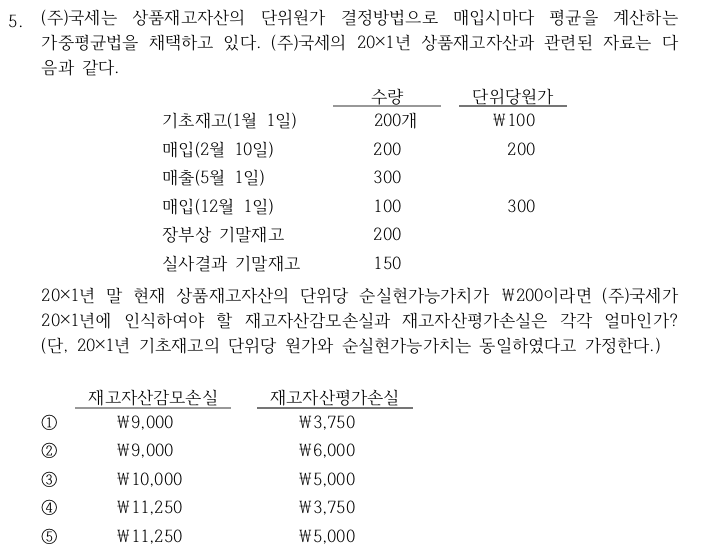 5. (주)국세는 상품재고자산의 단위원가 결정방법으로 매입시마다 평균을 계산하는
가중평균법을 채택하고 있다. (주)국세의 20×1년 상품재고자산과 관련된 자료는 다
음과 같다.
수량 단위당원가
기초재고(1월 1일) 200개 ₩100
매입(2월 10일) 200 200
매출(5월 1일) 300
매입(12월 1일) 100 300
장부상 기말재고 200
실사결과 기말재고 150
20×1년 말 현재 상품재고자산의 단위당 순실현가능가치가 ₩200이라면 (주)국세가
20×1년에 인식하여야 할 재고자산감모손실과 재고자산평가손실은 각각 얼마인가?
(단, 20×1년 기초재고의 단위당 원가와 순실현가능가치는 동일하였다고 가정한다.)
재고자산감모손실 재고자산평가손실
① ₩9,000 ₩3,750
② ₩9,000 ₩6,000
③ ₩10,000 ₩5,000
④ ₩11,250 ₩3,750
⑤ ₩11,250 ₩5,000